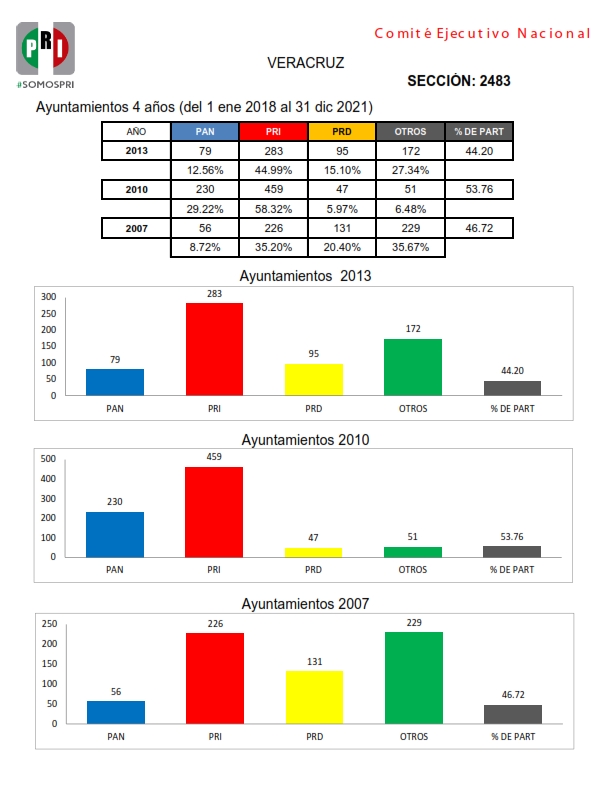 Comité Ejecutivo Nacional
PRI
#SOMOSPRI
VERACRUZ
SECCIÓN: 2483
Ayuntamientos 4 años (del 1 ene 2018 al 31 dic 2021)
AÑO PAN PRI PRD OTROS % DE PART
2013 79 283 95 172 44.20
12.56% 44.99% 15.10% 27.34%
2010 230 459 47 51 53.76
29.22% 58.32% 5.97% 6.48%
2007 56 226 131 229 46.72
8.72% 35.20% 20.40% 35.67%
Ayuntamientos 2013
300
250
200
150
100
50
0
79 283 95 172 44.20
PAN PRI PRD OTROS % DE PART
Ayuntamientos 2010
500
400
300
200
100
0
230 459 47 51 53.76
PAN PRI PRD OTROS % DE PART
Ayuntamientos 2007
250
200
150
100
50
0
56 226 131 229 46.72
PAN PRI PRD OTROS % DE PART